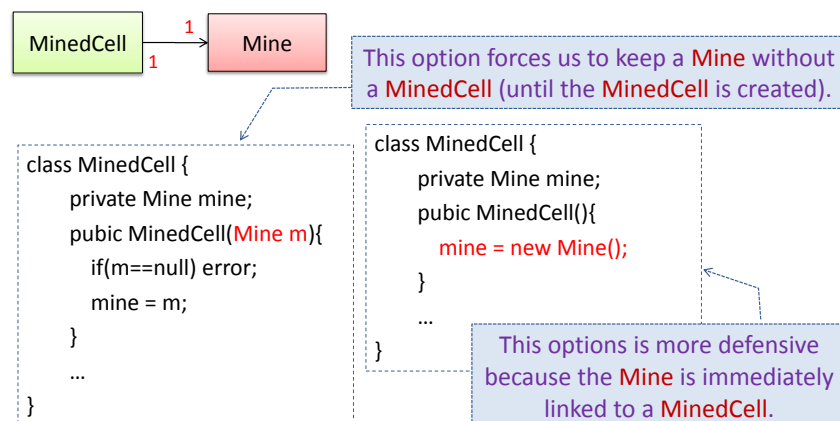 MinedCell
1
1
Mine
This option forces us to keep a Mine without
a MinedCell (until the MinedCell is created).
class MinedCell {
private Mine mine;
pubic MinedCell(Mine m){
if(m==null) error;
mine = m;
}
...
}
class MinedCell {
private Mine mine;
pubic MinedCell(){
mine = new Mine();
}
...
}
This options is more defensive
because the Mine is immediately
linked to a MinedCell.